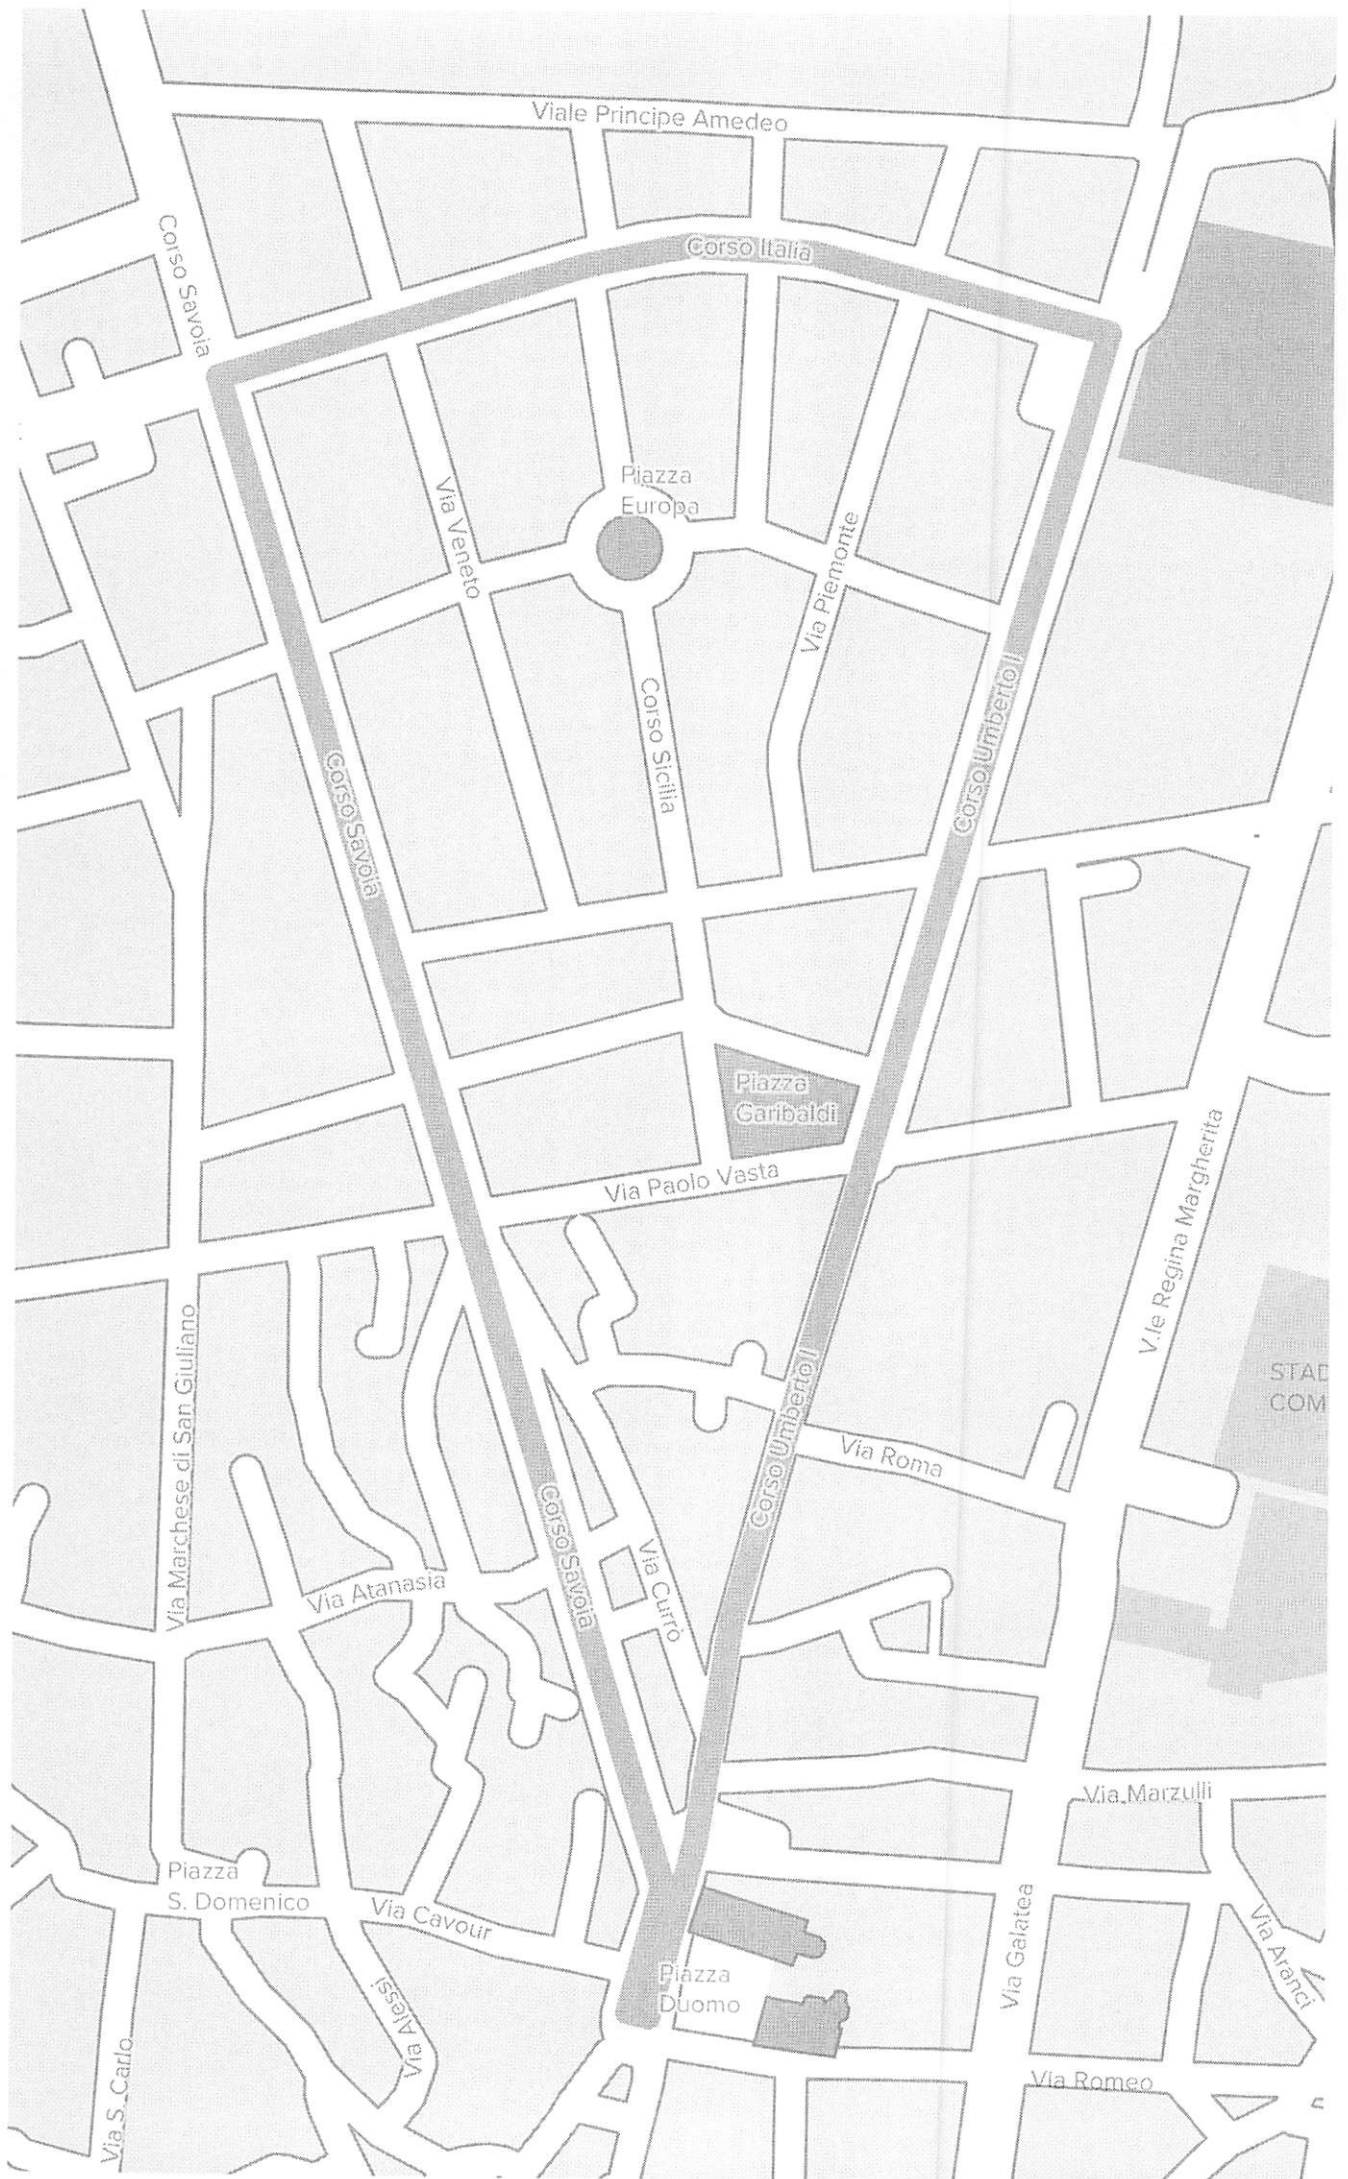 Viale Principe Amedeo
Corso Savoia
Corso Italia
Piazza
Europa
Via Veneto
Via Piemonte
Corso Sicilia
Corso Umberto I
Corso Savoia
Piazza
Garibaldi
Via Paolo Vasta
V.le Regina Margherita
Via Marchese di San Giuliano
STAD
COM
Corso Umberto I
Via Roma
Corso Savoia
Via Currò
Via Atanasia
Via Marzulli
Piazza
S. Domenico
Via Cavour
Via Galatea
Via Aranci
Piazza
Duomo
Via Alessi
Via S. Carlo
Via Romeo